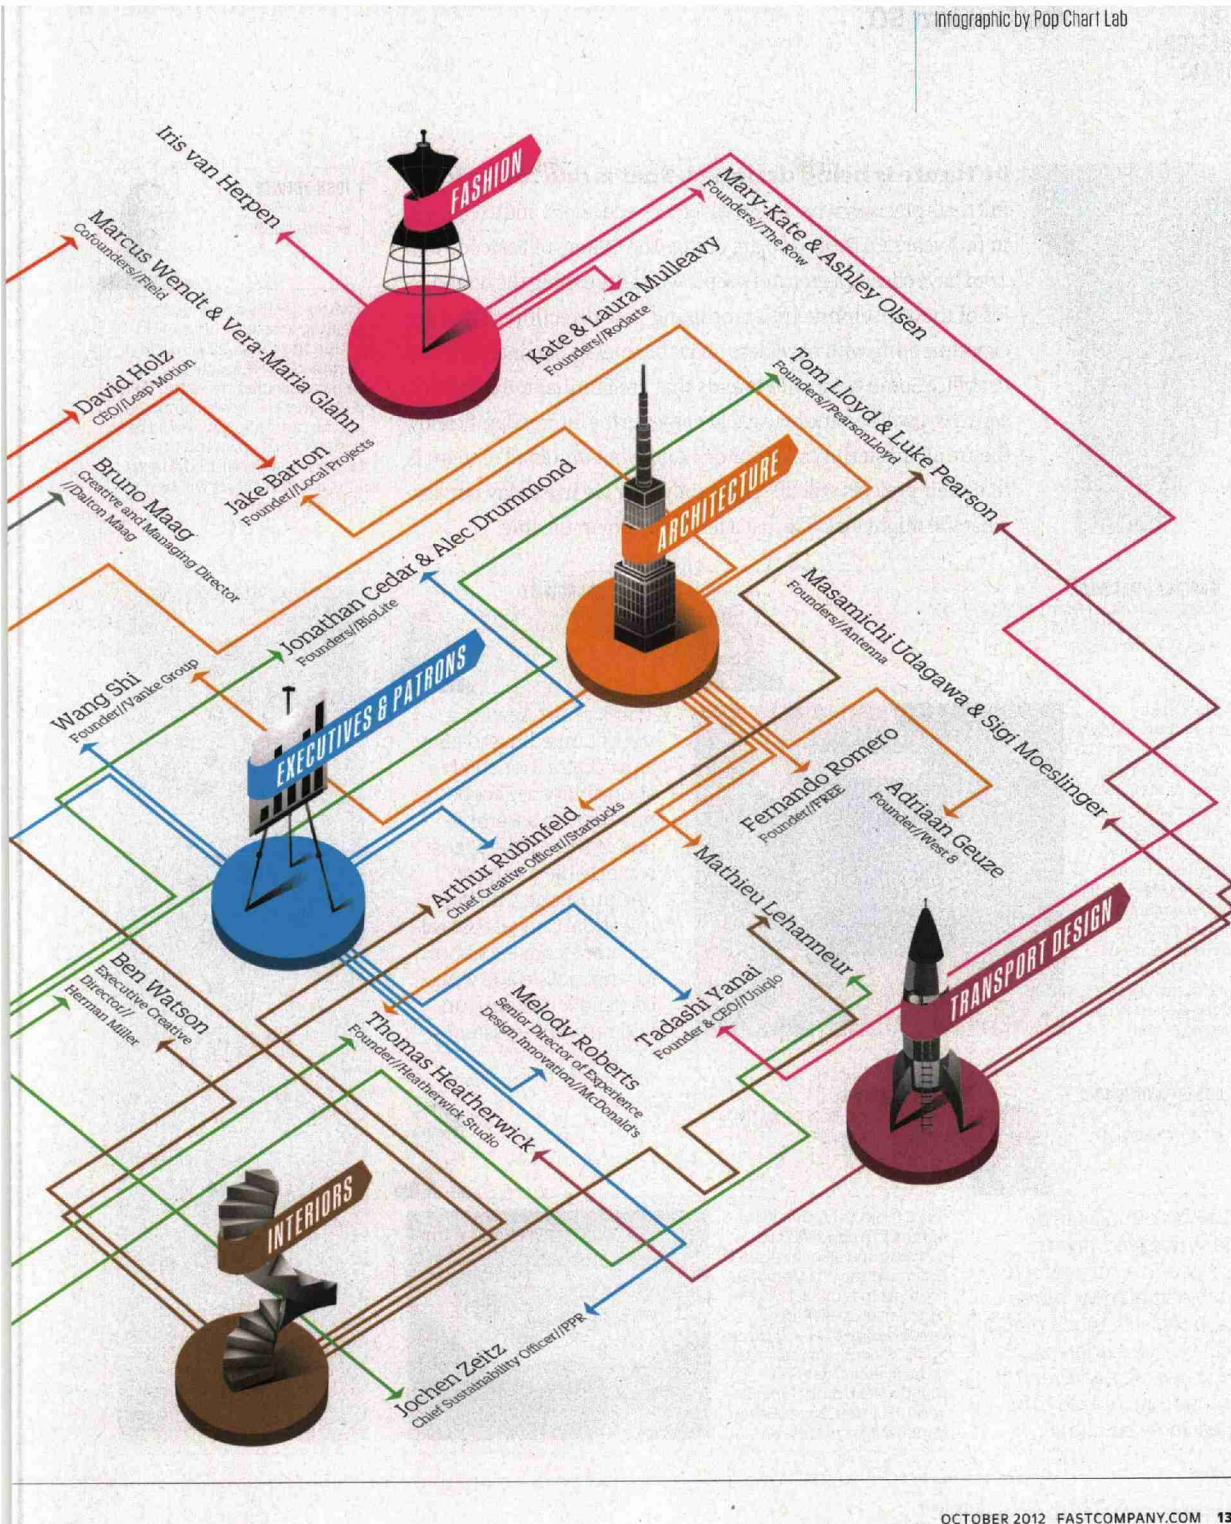 Infographic by Pop Chart Lab
Iris van Herpen
FASHION
Mary-Kate & Ashley Olsen
Founders//The Row
Marcus Wendt & Vera-Maria Glahn
Cofounders//Field
Kate & Laura Mulleavy
Founders//Rodarte
David Holz
CEO//Leap Motion
Tom Lloyd & Luke Pearson
Founders//PearsonLloyd
Jake Barton
Founder//Local Projects
Bruno Maag
Creative and Managing Director
//Dalton Maag
ARCHITECTURE
Jonathan Cedar & Alec Drummond
Founders//BioLite
Masamichi Udagawa & Sigi Moeslinger
Founders//Antenna
Wang Shi
Founder//Vanke Group
EXECUTIVES & PATRONS
Fernando Romero
Founder//FREE
Adriaan Geuze
Founder//West 8
Arthur Rubinfeld
Chief Creative Officer//Starbucks
Mathieu Lehanneur
TRANSPORT DESIGN
Ben Watson
Executive Creative
Director//
Herman Miller
Thomas Heatherwick
Founder//Heatherwick Studio
Melody Roberts
Senior Director of Experience
Design Innovation//McDonald's
Tadashi Yanai
Founder & CEO//Uniqlo
INTERIORS
Jochen Zeitz
Chief Sustainability Officer//PPR
OCTOBER 2012 FASTCOMPANY.COM